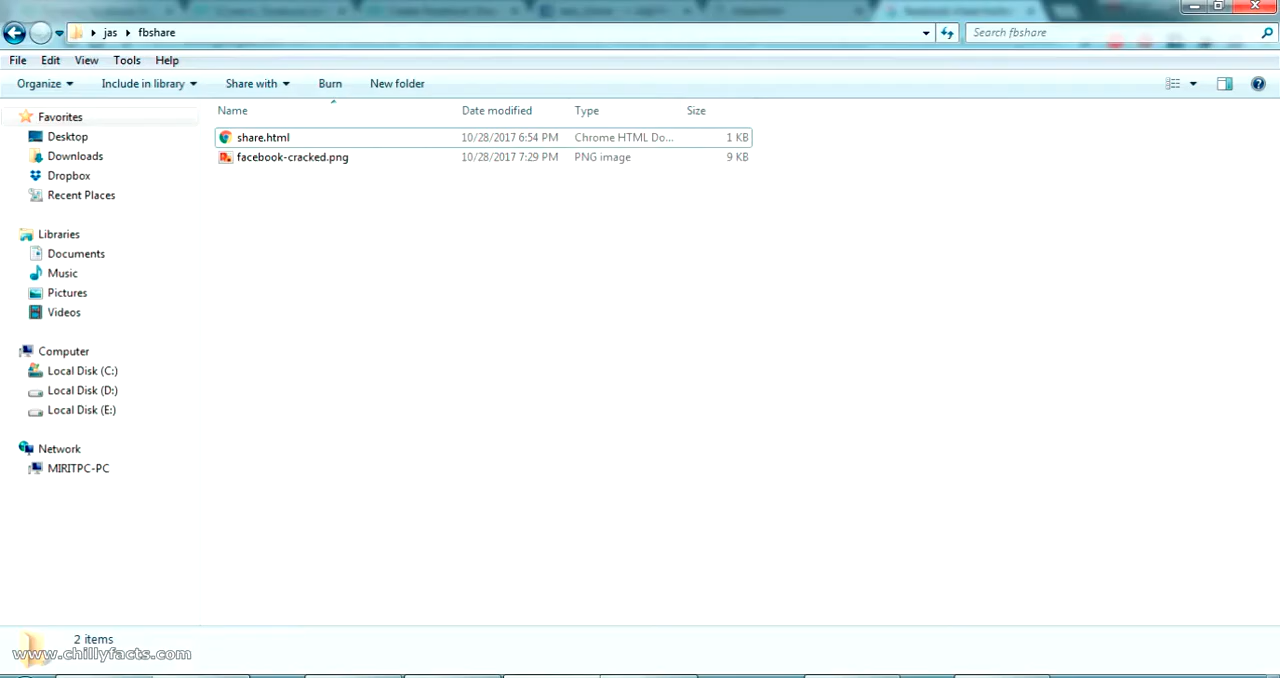 jas fbshare Search fbshare
File Edit View Tools Help
Organize Include in library Share with Burn New folder
Name Date modified Type Size
Favorites
share.html 10/28/2017 6:54 PM Chrome HTML Do... 1 KB
Desktop
facebook-cracked.png 10/28/2017 7:29 PM PNG image 9 KB
Downloads
Dropbox
Recent Places
Libraries
Documents
Music
Pictures
Videos
Computer
Local Disk (C:)
Local Disk (D:)
Local Disk (E:)
Network
MIRITPC-PC
2 items
www.chillyfacts.com